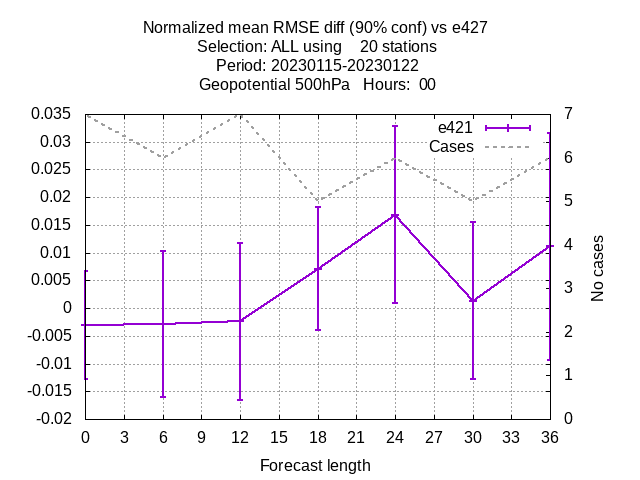 Normalized mean RMSE diff (90% conf) vs e427
Selection: ALL using    20 stations
Period: 20230115-20230122
Geopotential 500hPa   Hours:  00
0.035
0.03
0.025
0.02
0.015
0.01
0.005
0
-0.005
-0.01
-0.015
-0.02
e421
Cases
7
6
5
4
3
2
1
0
No cases
0 3 6 9 12 15 18 21 24 27 30 33 36
Forecast length